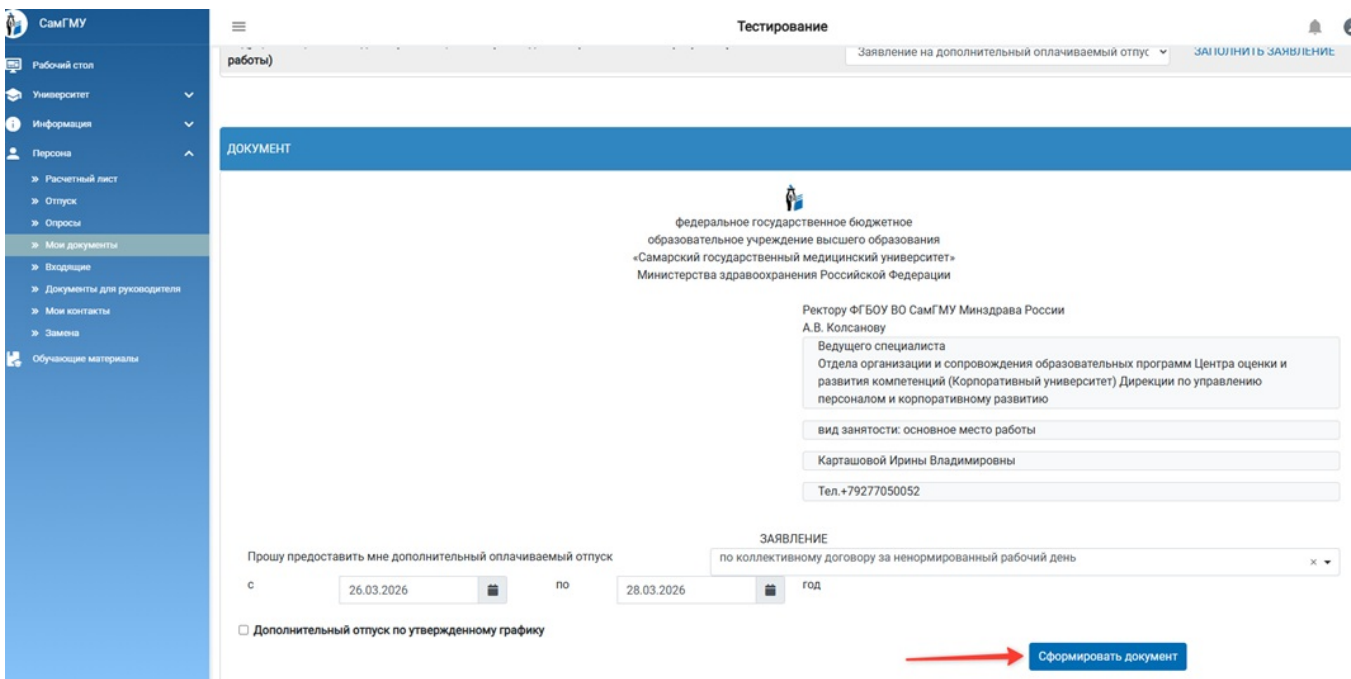 СамГМУ
Тестирование
Рабочий стол
Университет
Информация
Персона
Расчетный лист
Отпуск
Опросы
Мои документы
Входящие
Документы для руководителя
Мои контакты
Замена
Обучающие материалы
работы)
Заявление на дополнительный оплачиваемый отпус
ЗАПОЛНИТЬ ЗАЯВЛЕНИЕ
ДОКУМЕНТ
федеральное государственное бюджетное
образовательное учреждение высшего образования
«Самарский государственный медицинский университет»
Министерства здравоохранения Российской Федерации
Ректору ФГБОУ ВО СамГМУ Минздрава России
А.В. Колсанову
Ведущего специалиста
Отдела организации и сопровождения образовательных программ Центра оценки и
развития компетенций (Корпоративный университет) Дирекции по управлению
персоналом и корпоративному развитию
вид занятости: основное место работы
Карташовой Ирины Владимировны
Тел.+79277050052
ЗАЯВЛЕНИЕ
Прошу предоставить мне дополнительный оплачиваемый отпуск по коллективному договору за ненормированный рабочий день
с 26.03.2026 по 28.03.2026 год
Дополнительный отпуск по утвержденному графику
Сформировать документ